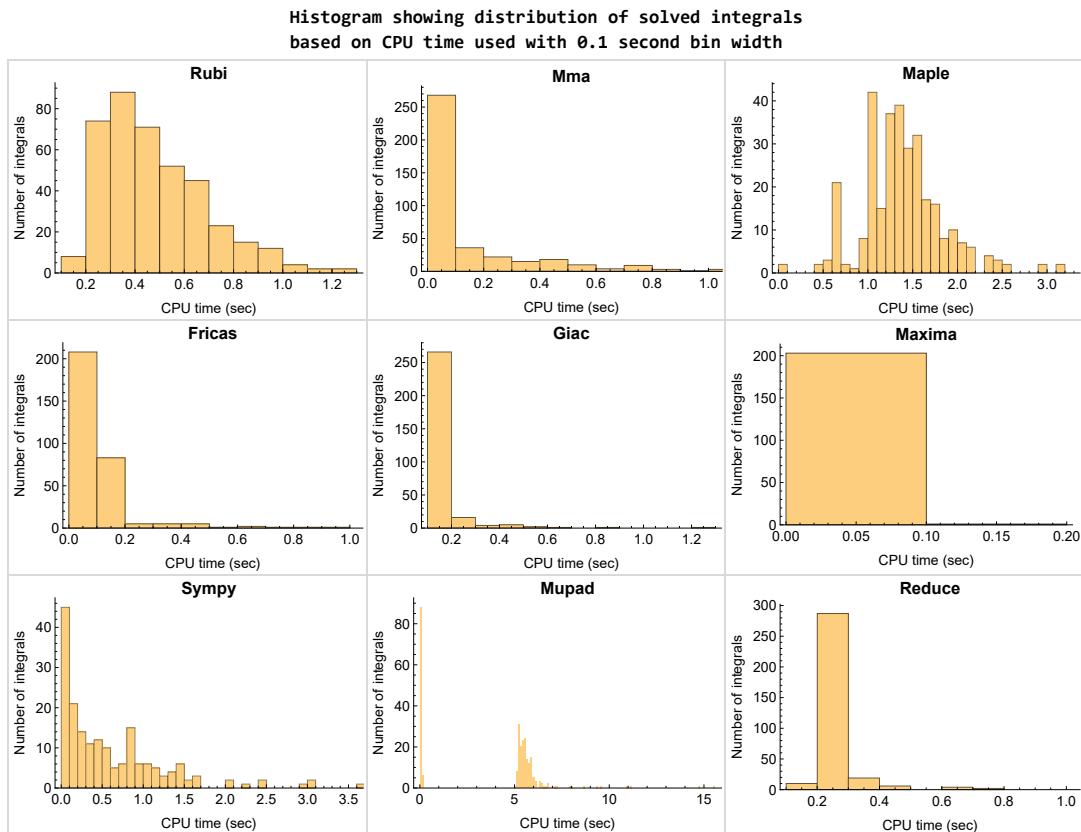 Histogram showing distribution of solved integrals
based on CPU time used with 0.1 second bin width
Rubi
Number of integrals
0 20 40 60 80
0.2 0.4 0.6 0.8 1.0 1.2
CPU time (sec)
Mma
Number of integrals
0 50 100 150 200 250
0.0 0.2 0.4 0.6 0.8 1.0
CPU time (sec)
Maple
Number of integrals
0 10 20 30 40
0.0 0.5 1.0 1.5 2.0 2.5 3.0
CPU time (sec)
Fricas
Number of integrals
0 50 100 150 200
0.0 0.2 0.4 0.6 0.8 1.0
CPU time (sec)
Giac
Number of integrals
0 50 100 150 200 250
0.2 0.4 0.6 0.8 1.0 1.2
CPU time (sec)
Maxima
Number of integrals
0 50 100 150 200
0.00 0.05 0.10 0.15 0.20
CPU time (sec)
Sympy
Number of integrals
0 10 20 30 40
0.0 0.5 1.0 1.5 2.0 2.5 3.0 3.5
CPU time (sec)
Mupad
Number of integrals
0 20 40 60 80
0 5 10 15
CPU time (sec)
Reduce
Number of integrals
0 50 100 150 200 250 300
0.2 0.4 0.6 0.8 1.0
CPU time (sec)